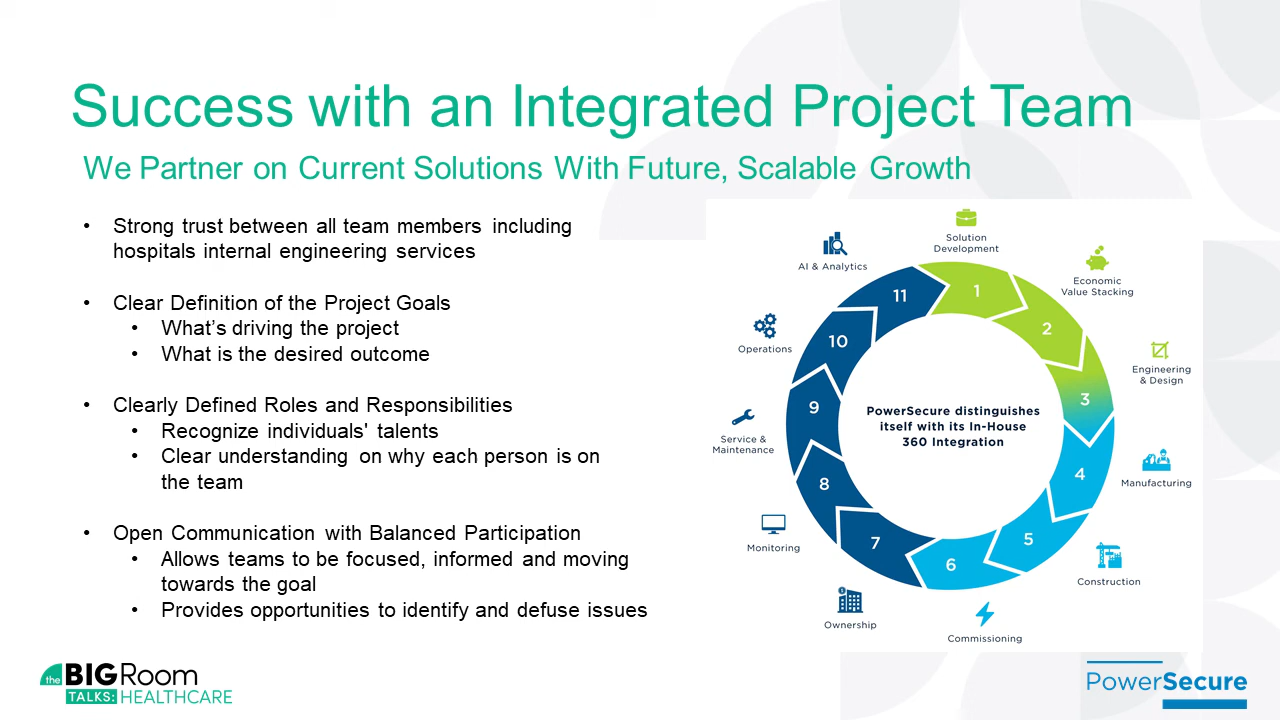 Success with an Integrated Project Team
We Partner on Current Solutions With Future, Scalable Growth
• Strong trust between all team members including
hospitals internal engineering services
• Clear Definition of the Project Goals
• What's driving the project
• What is the desired outcome
• Clearly Defined Roles and Responsibilities
• Recognize individuals' talents
• Clear understanding on why each person is on
the team
• Open Communication with Balanced Participation
• Allows teams to be focused, informed and moving
towards the goal
• Provides opportunities to identify and defuse issues
Solution
Development
1
Economic
Value Stacking
2
Engineering
& Design
3
Manufacturing
4
Construction
5
Commissioning
6
Ownership
7
Monitoring
8
Service &
Maintenance
9
Operations
10
AI & Analytics
11
PowerSecure distinguishes
itself with its In-House
360 Integration
the BIG Room
TALKS: HEALTHCARE
PowerSecure